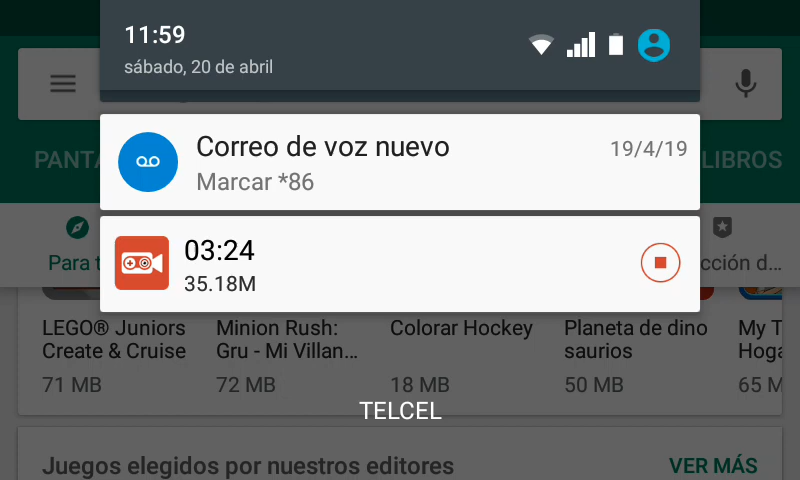 11:59
sábado, 20 de abril
Correo de voz nuevo
19/4/19
Marcar *86
PANTA
LIBROS
03:24
35.18M
Para t
cción d...
LEGO® Juniors
Create & Cruise
71 MB
Minion Rush:
Gru - Mi Villan...
72 MB
Colorar Hockey
18 MB
Planeta de dino
saurios
50 MB
My T
Hoga
65 M
TELCEL
Juegos elegidos por nuestros editores
VER MÁS